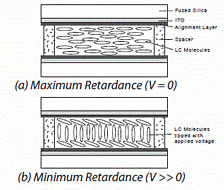 Fused Silica
ITO
Alignment Layer
Spacer
LC Molecules
(a) Maximum Retardance (V = 0)
LC Molecules
tipped with
applied voltage
(b) Minimum Retardance (V >> 0)